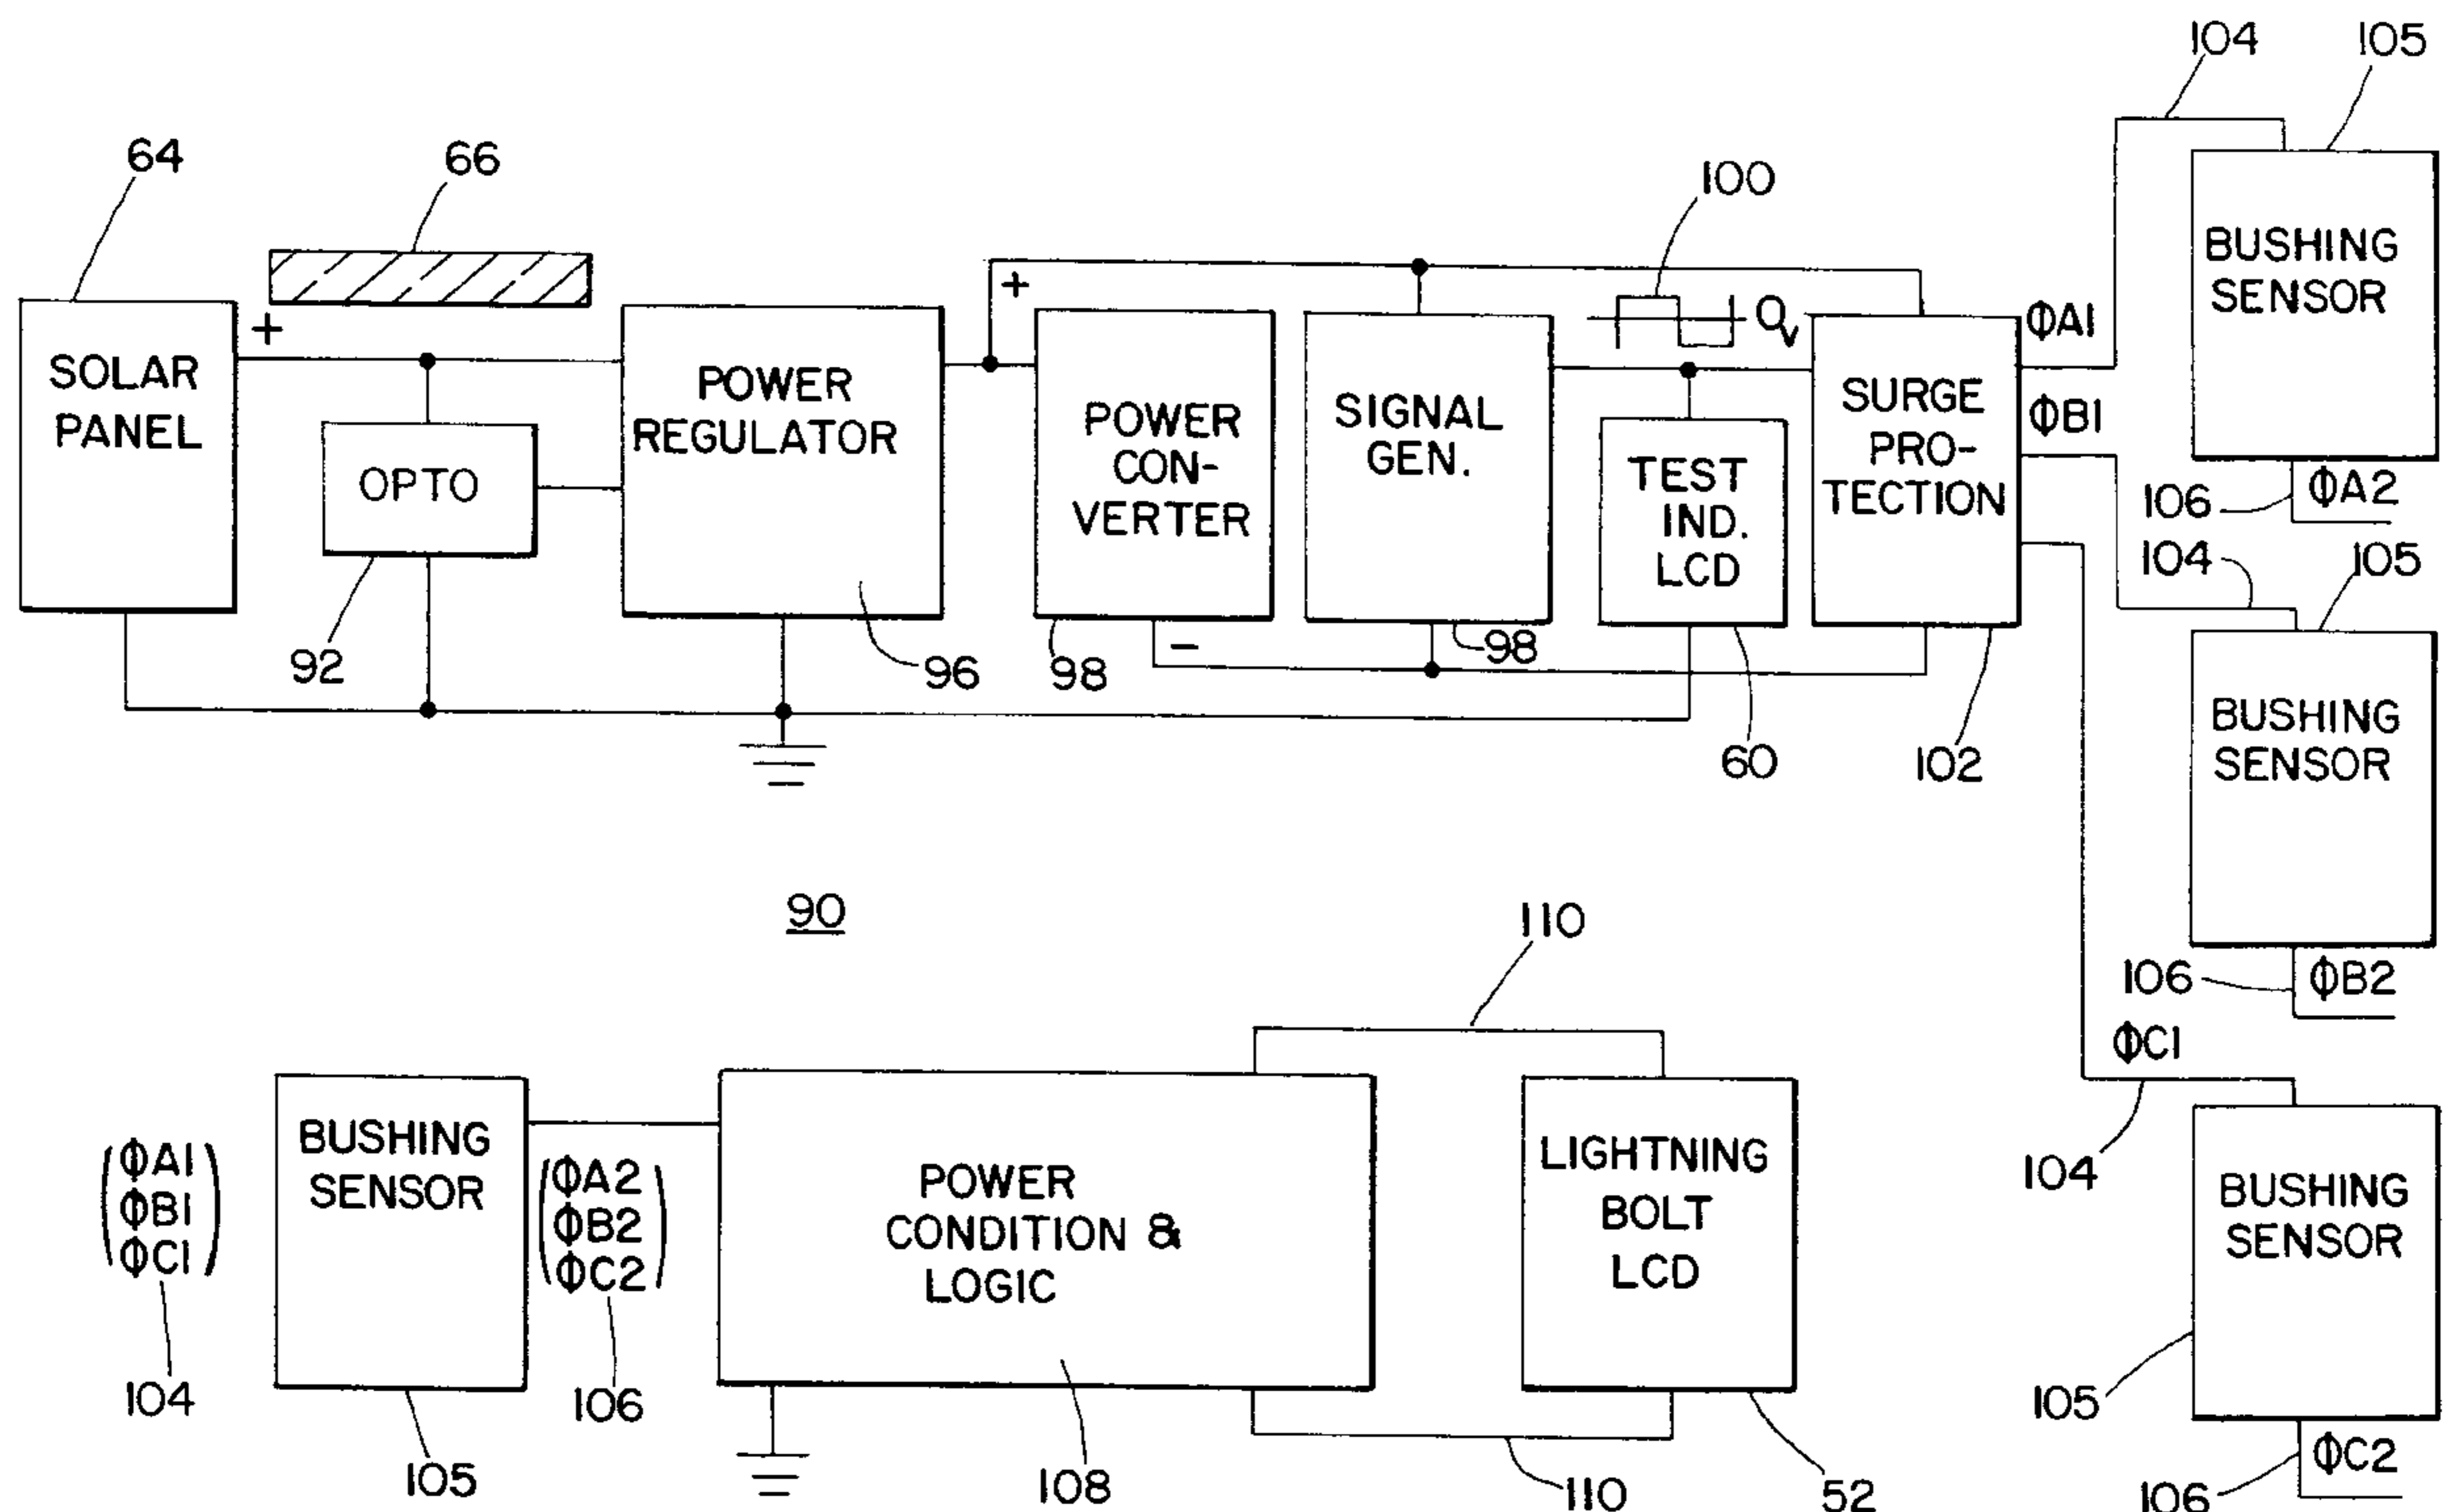 104
105
64
66
100
SOLAR
PANEL
+
OPTO
92
POWER
REGULATOR
96
+
POWER
CON-
VERTER
98
-
SIGNAL
GEN.
98
0v
TEST
IND.
LCD
60
SURGE
PRO-
TECTION
102
ΦA1
ΦB1
BUSHING
SENSOR
106
ΦA2
104
105
BUSHING
SENSOR
106
ΦB2
ΦC1
104
BUSHING
SENSOR
105
106
ΦC2
90
110
(ΦA1
ΦB1
ΦC1)
104
BUSHING
SENSOR
105
(ΦA2
ΦB2
ΦC2)
106
POWER
CONDITION &
LOGIC
108
LIGHTNING
BOLT
LCD
110
52